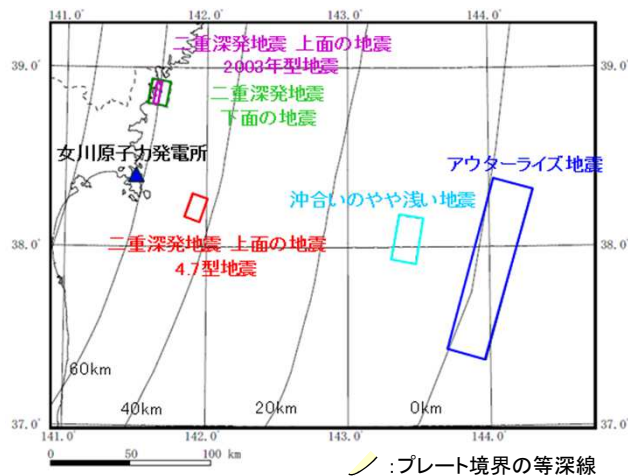 141.0゜ 142.0゜ 143.0゜ 144.0゜
二重深発地震 上面の地震
2003年型地震
39.0゜ 39.0゜
二重深発地震
下面の地震
女川原子力発電所
アウターライズ地震
沖合いのやや浅い地震
38.0゜ 38.0゜
二重深発地震 上面の地震
4.7型地震
60km
40km 20km 0km
37.0゜ 37.0゜
141.0゜ 142.0゜ 143.0゜ 144.0゜
0 50 100 km
:プレート境界の等深線